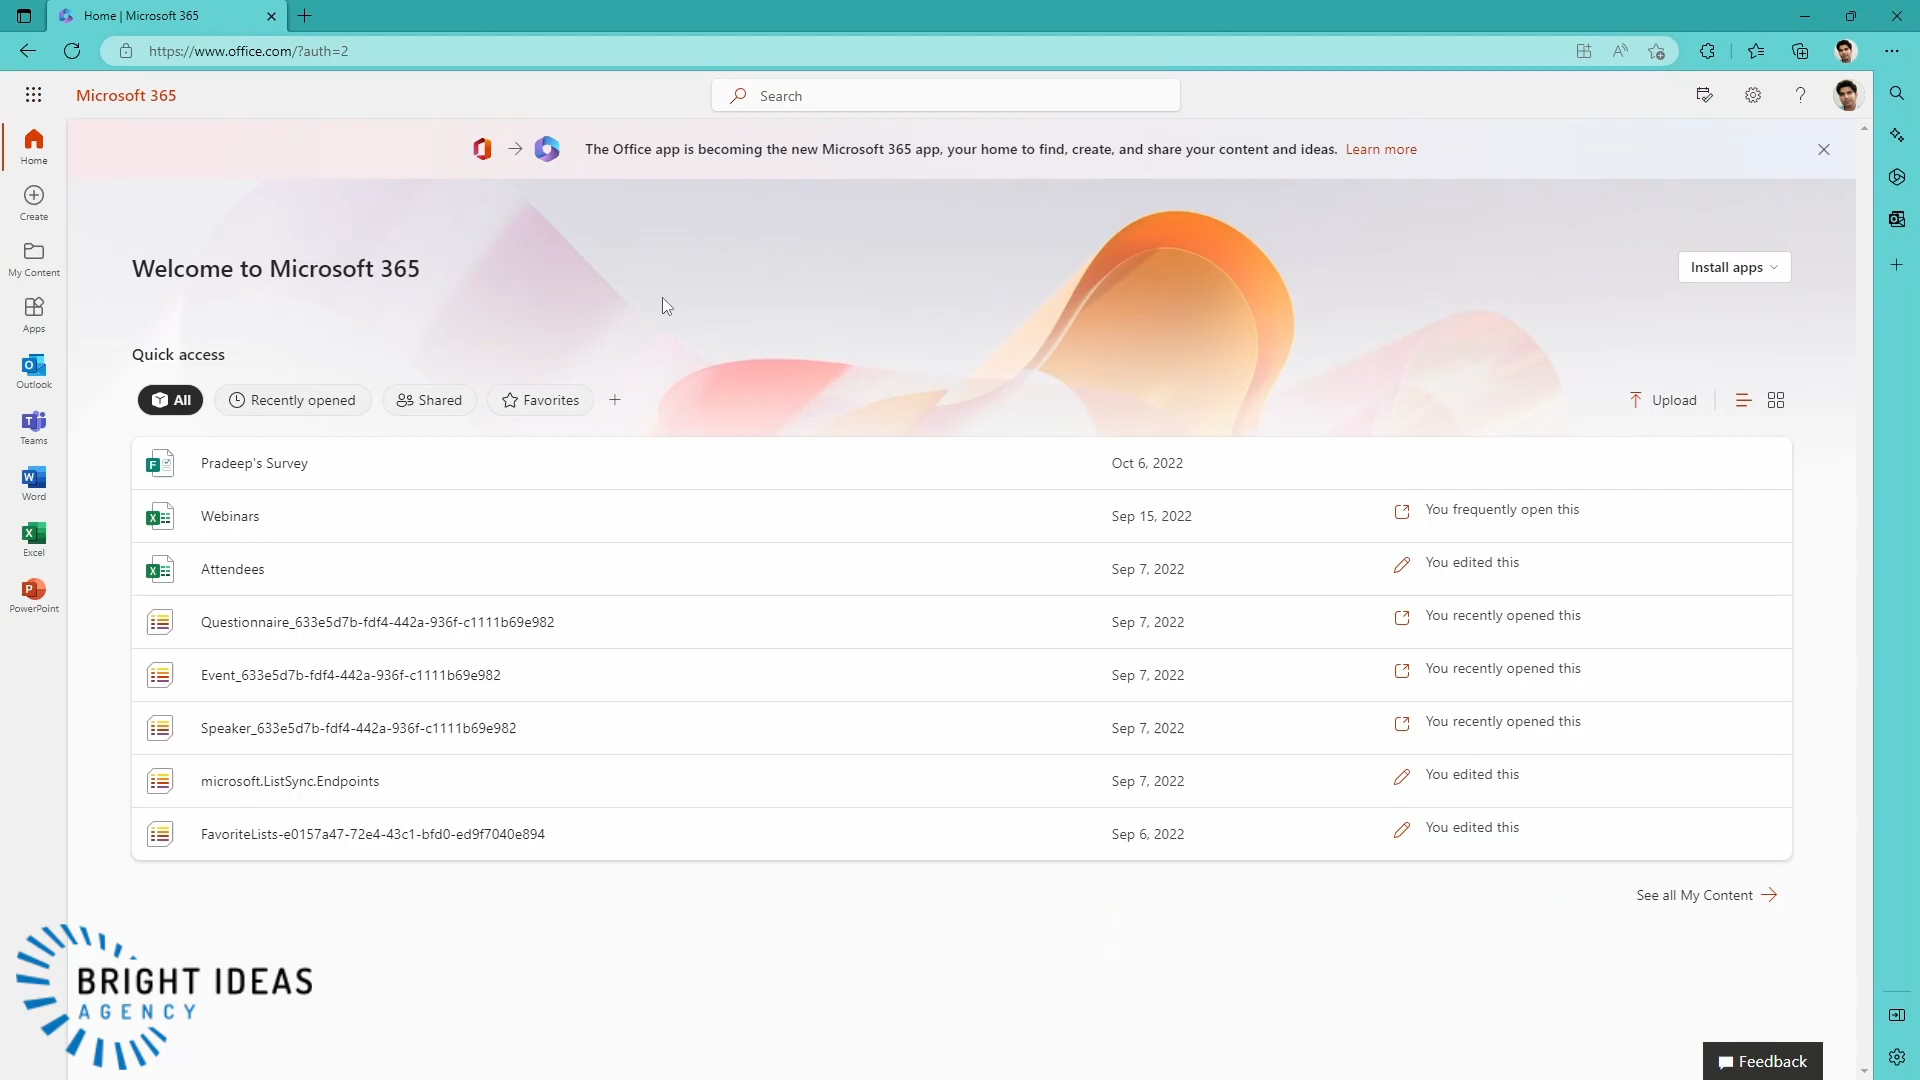 Home | Microsoft 365
https://www.office.com/?auth=2
Microsoft 365
Search
Home
Create
My Content
Apps
Outlook
Teams
Word
Excel
PowerPoint
The Office app is becoming the new Microsoft 365 app, your home to find, create, and share your content and ideas. Learn more
Welcome to Microsoft 365
Install apps
Quick access
All
Recently opened
Shared
Favorites
Upload
Pradeep's Survey Oct 6, 2022
Webinars Sep 15, 2022 You frequently open this
Attendees Sep 7, 2022 You edited this
Questionnaire_633e5d7b-fdf4-442a-936f-c1111b69e982 Sep 7, 2022 You recently opened this
Event_633e5d7b-fdf4-442a-936f-c1111b69e982 Sep 7, 2022 You recently opened this
Speaker_633e5d7b-fdf4-442a-936f-c1111b69e982 Sep 7, 2022 You recently opened this
microsoft.ListSync.Endpoints Sep 7, 2022 You edited this
FavoriteLists-e0157a47-72e4-43c1-bfd0-ed9f7040e894 Sep 6, 2022 You edited this
See all My Content
BRIGHT IDEAS
AGENCY
Feedback